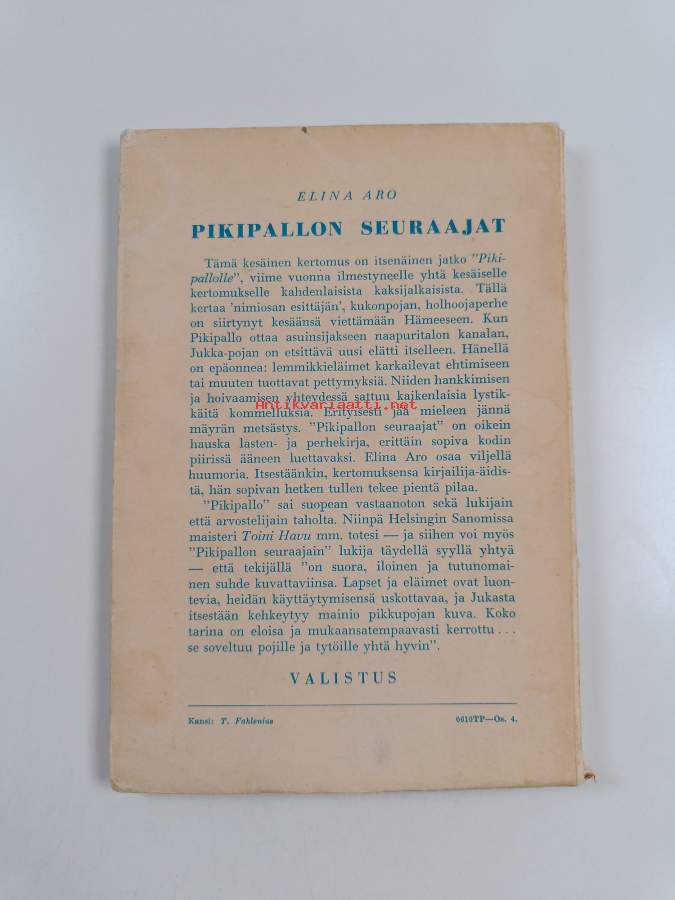 ELINA ARO
PIKIPALLON SEURAAJAT
Tämä kesäinen kertomus on itsenäinen jatko "Piki-
pallolle", viime vuonna ilmestyneelle yhtä kesäiselle
kertomukselle kahdenlaisista kaksijalkaisista. Tällä
kertaa 'nimiosan esittäjän', kukonpojan, holhoojaperhe
on siirtynyt kesäänsä viettämään Hämeeseen. Kun
Pikipallo ottaa asuinsijakseen naapuritalon kanalan,
Jukka-pojan on etsittävä uusi elätti itselleen. Hänellä
on epäonnea: lemmikkieläimet karkailevat ehtimiseen
tai muuten tuottavat pettymyksiä. Niiden hankkimisen
ja hoivaamisen yhteydessä sattuu kaikenlaisia lystik-
käitä kommelluksia. Erityisesti jää mieleen jännä
mäyrän metsästys. "Pikipallon seuraajat" on oikein
hauska lasten- ja perhekirja, erittäin sopiva kodin
piirissä ääneen luettavaksi. Elina Aro osaa viljellä
huumoria. Itsestäänkin, kertomuksensa kirjailija-äidis-
tä, hän sopivan hetken tullen tekee pientä pilaa.
"Pikipallo" sai suopean vastaanoton sekä lukijain
että arvostelijain taholta. Niinpä Helsingin Sanomissa
maisteri Toini Havu mm. totesi — ja siihen voi myös
"Pikipallon seuraajain" lukija täydellä syyllä yhtyä
— että tekijällä "on suora, iloinen ja tutunomai-
nen suhde kuvattaviinsa. Lapset ja eläimet ovat luon-
tevia, heidän käyttäytymisensä uskottavaa, ja Jukasta
itsestään kehkeytyy mainio pikkupojan kuva. Koko
tarina on eloisa ja mukaansatempaavasti kerrottu...
se soveltuu pojille ja tytöille yhtä hyvin".
VALISTUS
Kansi: T. Fahlenius 6610TP—Os. 4.
Antikvariaatti.net